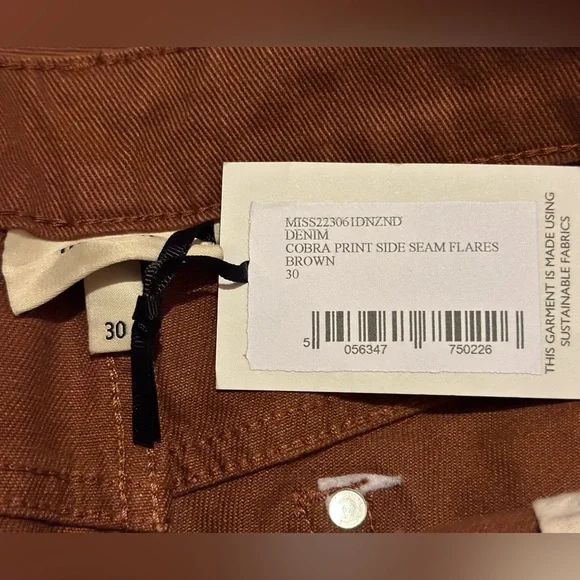 MISS223061DNZND
DENIM
COBRA PRINT SIDE SEAM FLARES
BROWN
30
5 056347 750226
THIS GARMENT IS MADE USING
SUSTAINABLE FABRICS
30